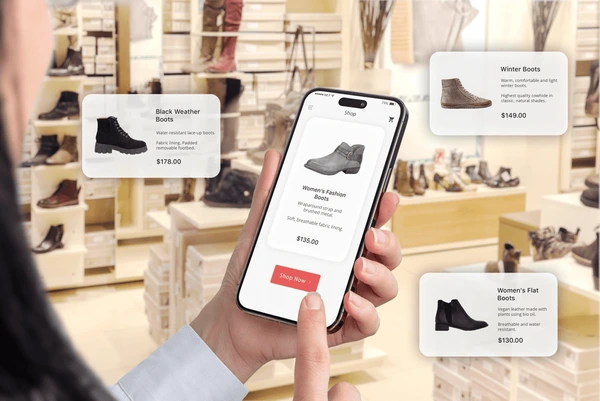 Black Weather
Boots
Water-resistant lace-up boots.
Fabric lining. Padded
removable footbed.
$178.00
Shop
Women's Fashion
Boots
Wraparound strap and
brushed metal.
Soft, breathable fabric lining.
$135.00
Shop Now
Winter Boots
Warm, comfortable and light
winter boots.
Highest quality cowhide in
classic, natural shades.
$149.00
Women's Flat
Boots
Vegan leather made with
plants using bio oil.
Breathable and water
resistant.
$130.00